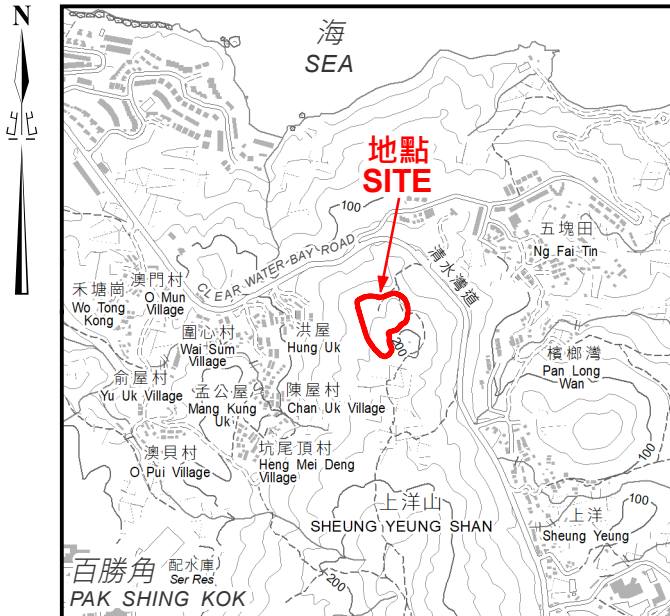 N
北
海
SEA
地點
SITE
100
五塊田
Ng Fai Tin
CLEAR WATER BAY ROAD
清水灣道
禾塘崗
Wo Tong
Kong
澳門村
O Mun
Village
圍心村
Wai Sum
Village
洪屋
Hung Uk
200
檳榔灣
Pan Long
Wan
俞屋村
Yu Uk Village
孟公屋
Mang Kung
Uk
陳屋村
Chan Uk Village
澳貝村
O Pui Village
坑尾頂村
Heng Mei Deng
Village
100
上洋山
SHEUNG YEUNG SHAN
100
上洋
Sheung Yeung
百勝角
PAK SHING KOK
配水庫
Ser Res
200